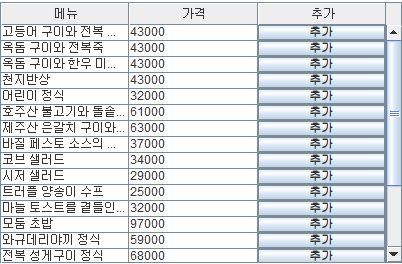 메뉴 가격 추가
고등어 구이와 전복 ... 43000 추가
옥돔 구이와 전복죽 43000 추가
옥돔 구이와 한우 미... 43000 추가
천지반상 43000 추가
어린이 정식 32000 추가
호주산 불고기와 돌솥... 61000 추가
제주산 은갈치 구이와... 63000 추가
바질 페스토 소스의 ... 37000 추가
코브 샐러드 34000 추가
시저 샐러드 29000 추가
트러플 양송이 수프 25000 추가
마늘 토스트를 곁들인... 32000 추가
모둠 초밥 97000 추가
와규데리야끼 정식 59000 추가
전복 성게구이 정식 68000 추가